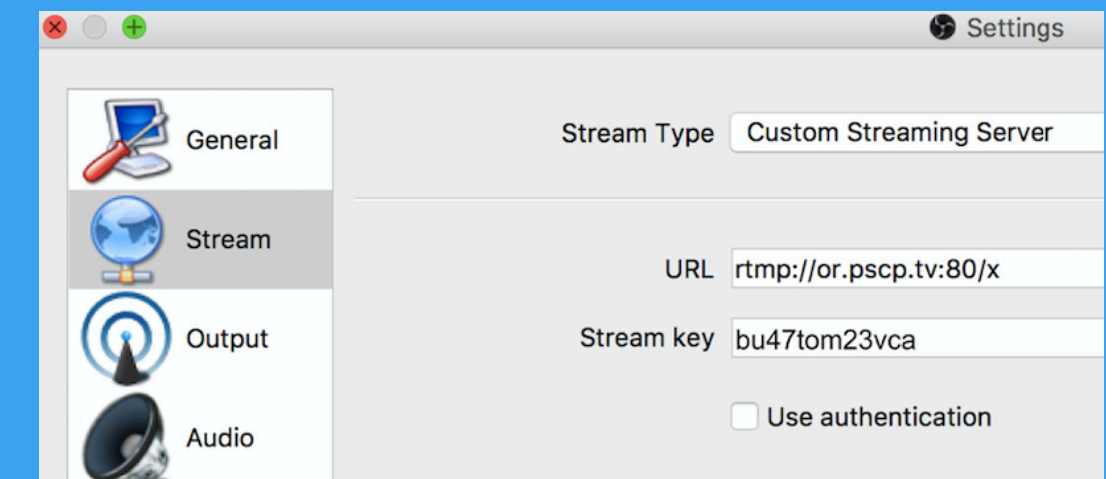 Settings
General
Stream
Output
Audio
Stream Type Custom Streaming Server
URL rtmp://or.pscp.tv:80/x
Stream key bu47tom23vca
Use authentication